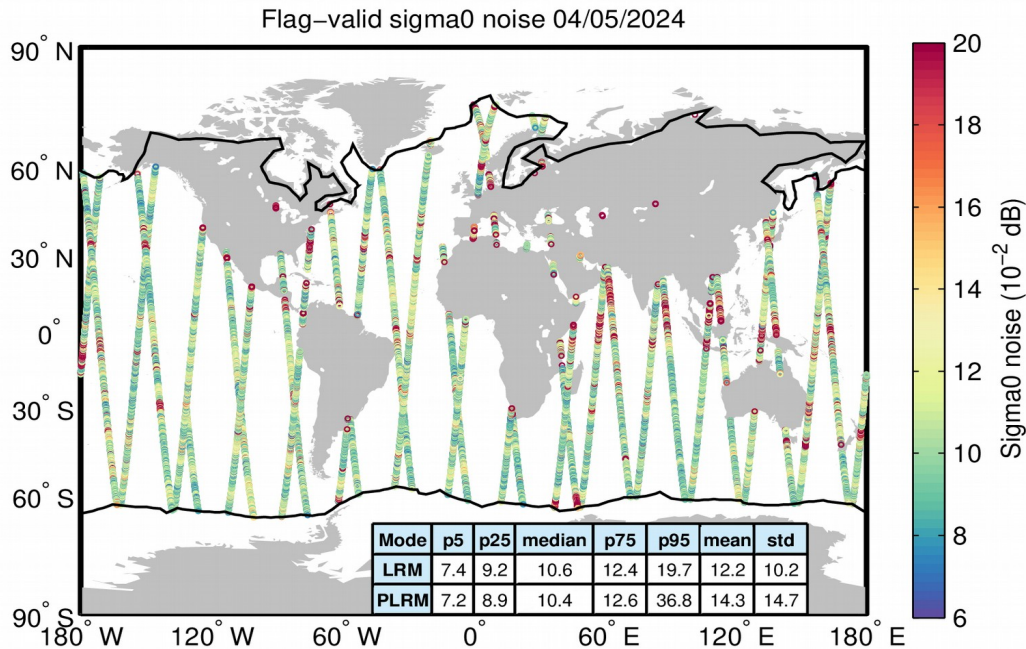 Flag−valid sigma0 noise 04/05/2024
90° N
60° N
30° N
0°
30° S
60° S
90° S
180° W
120° W
60° W
0°
60° E
120° E
180° E
Mode p5 p25 median p75 p95 mean std
LRM 7.4 9.2 10.6 12.4 19.7 12.2 10.2
PLRM 7.2 8.9 10.4 12.6 36.8 14.3 14.7
20
18
16
14
12
10
8
6
Sigma0 noise (10⁻² dB)